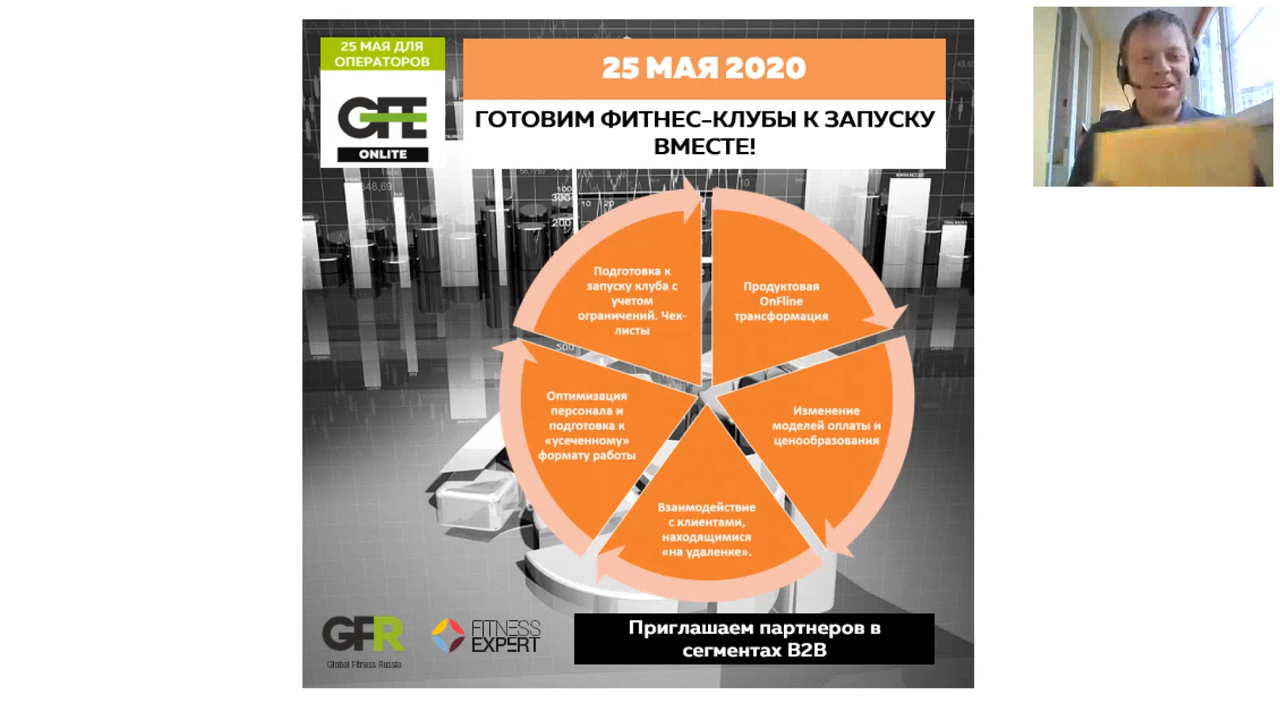 25 МАЯ ДЛЯ
ОПЕРАТОРОВ
GFE
ONLITE
25 МАЯ 2020
ГОТОВИМ ФИТНЕС-КЛУБЫ К ЗАПУСКУ
ВМЕСТЕ!
Подготовка к
запуску клуба с
учетом
ограничений. Чек-
листы
Продуктовая
OnFline
трансформация
Оптимизация
персонала и
подготовка к
«усеченному»
формату работы
Изменение
моделей оплаты и
ценообразования
Взаимодействие
с клиентами,
находящимися
«на удаленке».
GFR
Global Fitness Russia
FITNESS
EXPERT
Приглашаем партнеров в
сегментах B2B